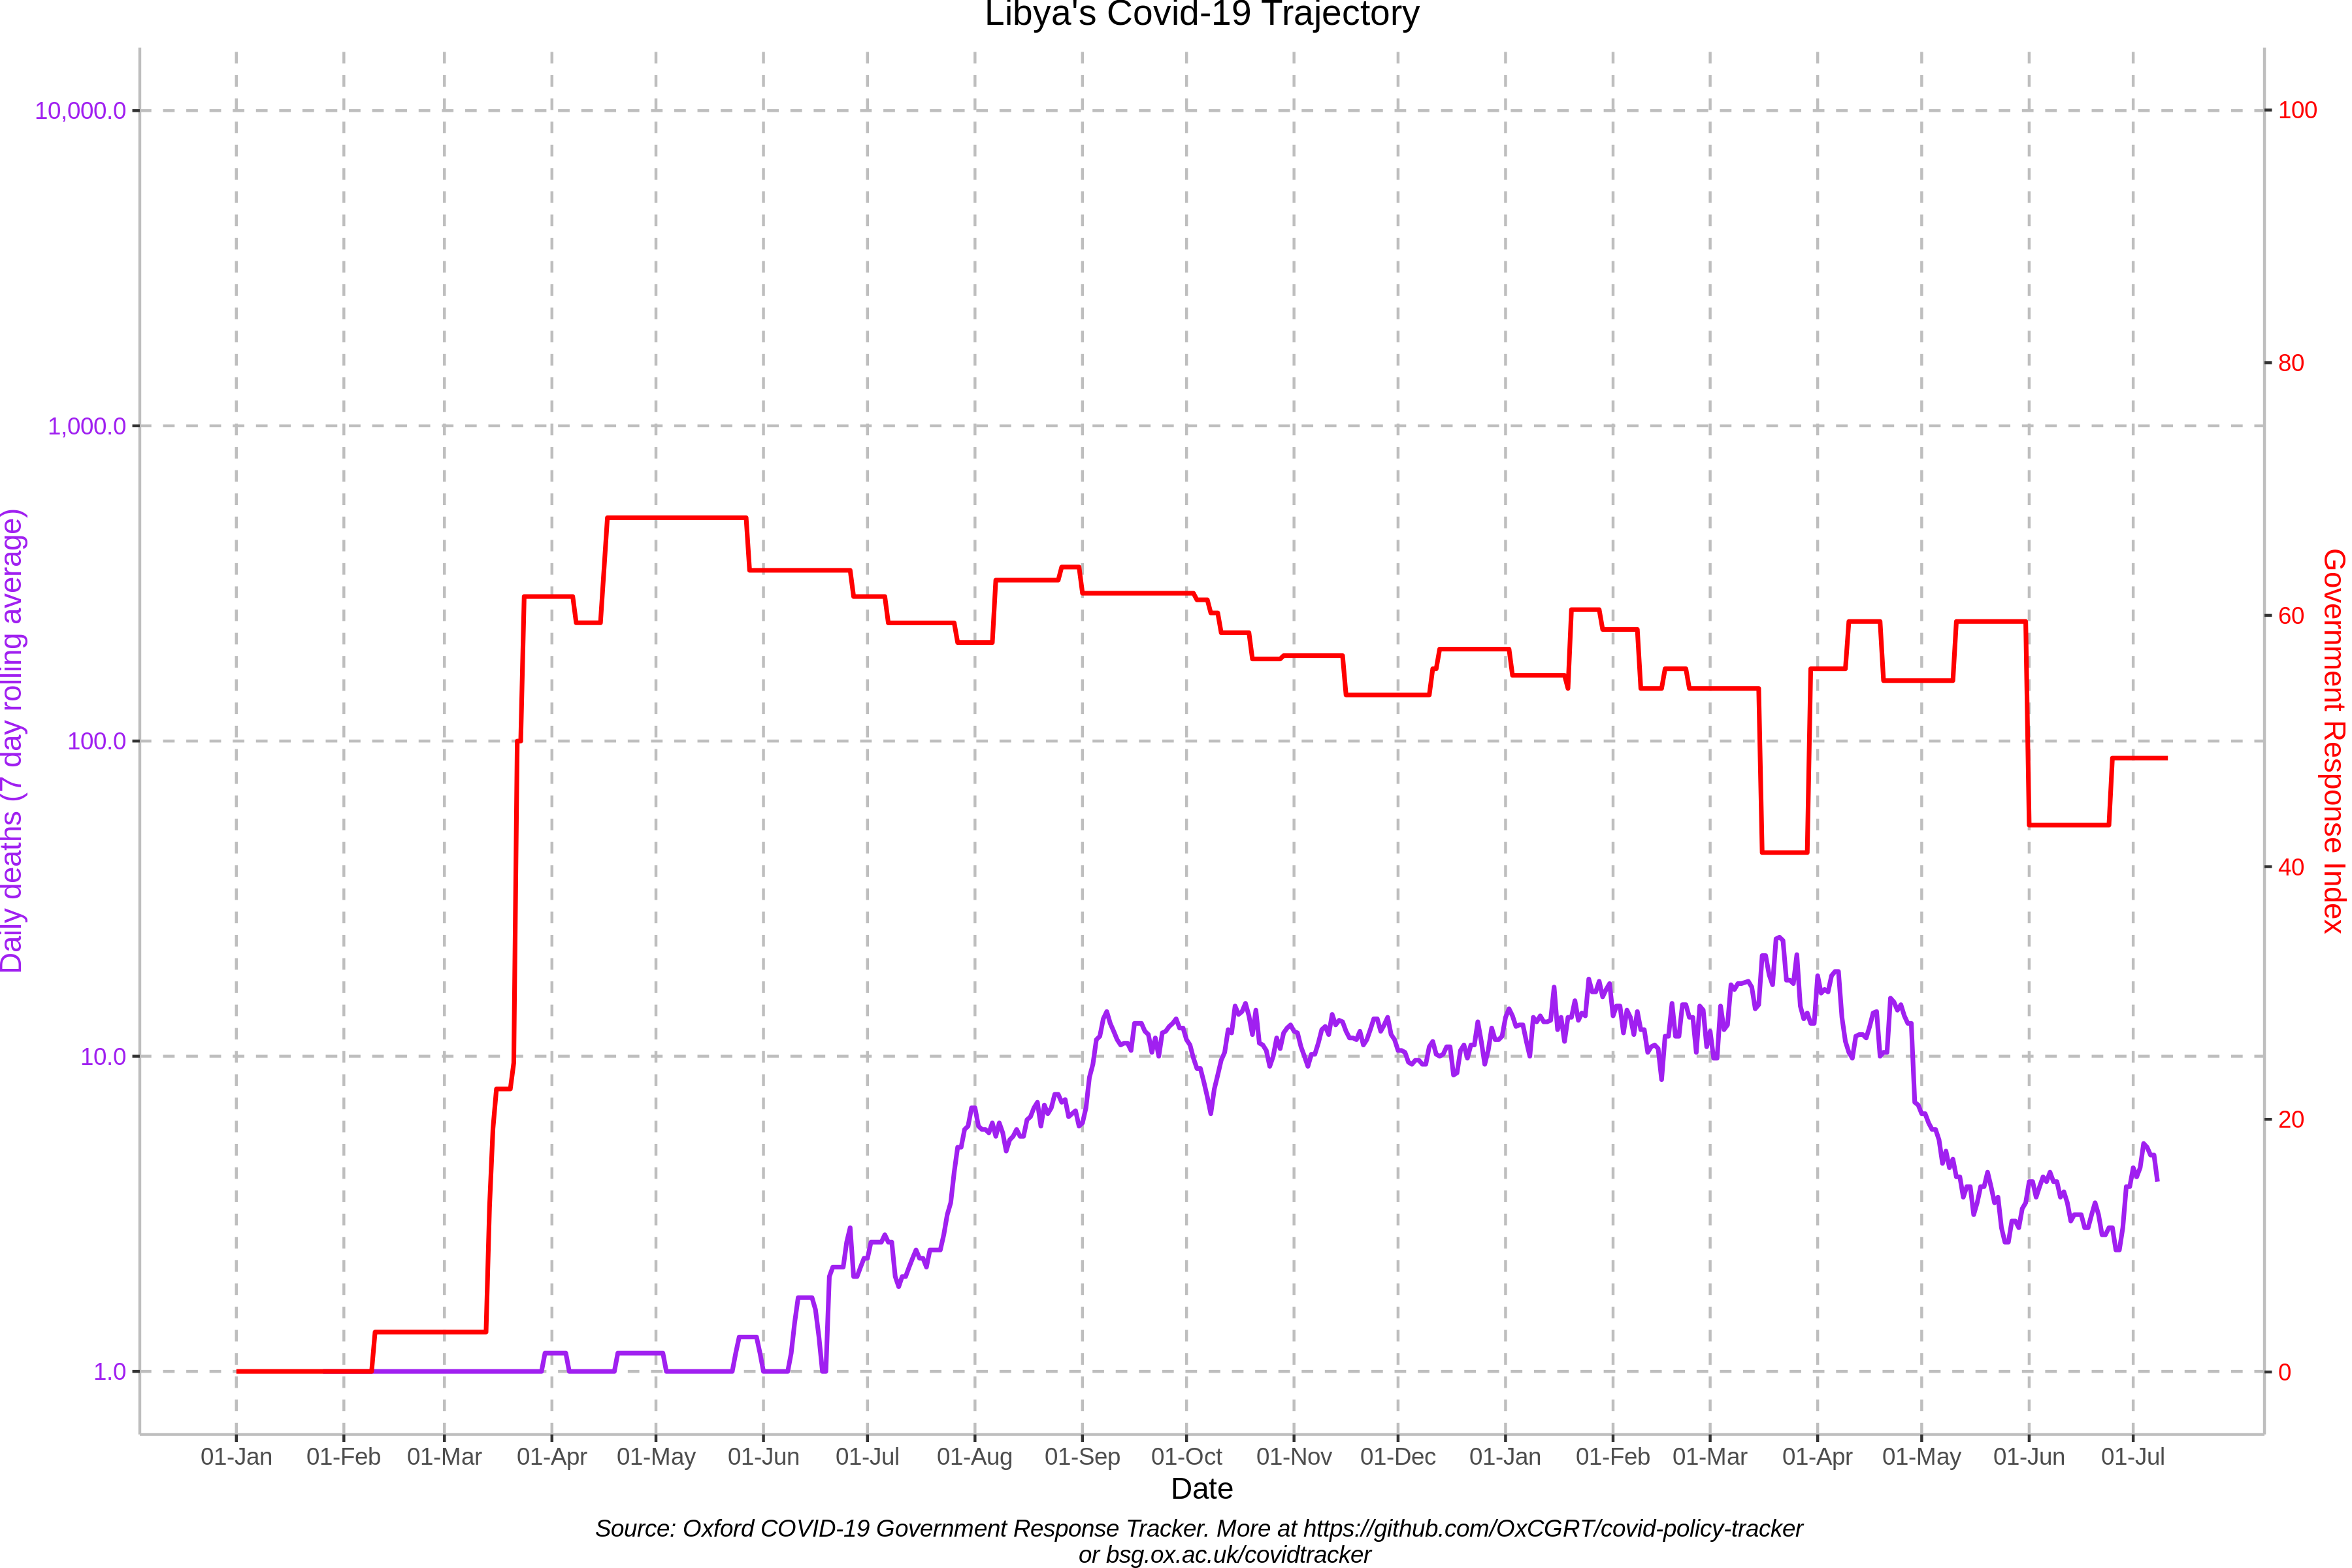 Libya's Covid-19 Trajectory
Daily deaths (7 day rolling average)
10,000.0
1,000.0
100.0
10.0
1.0
100
80
60
40
20
0
Government Response Index
01-Jan 01-Feb 01-Mar 01-Apr 01-May 01-Jun 01-Jul 01-Aug 01-Sep 01-Oct 01-Nov 01-Dec 01-Jan 01-Feb 01-Mar 01-Apr 01-May 01-Jun 01-Jul
Date
Source: Oxford COVID-19 Government Response Tracker. More at https://github.com/OxCGRT/covid-policy-tracker
or bsg.ox.ac.uk/covidtracker